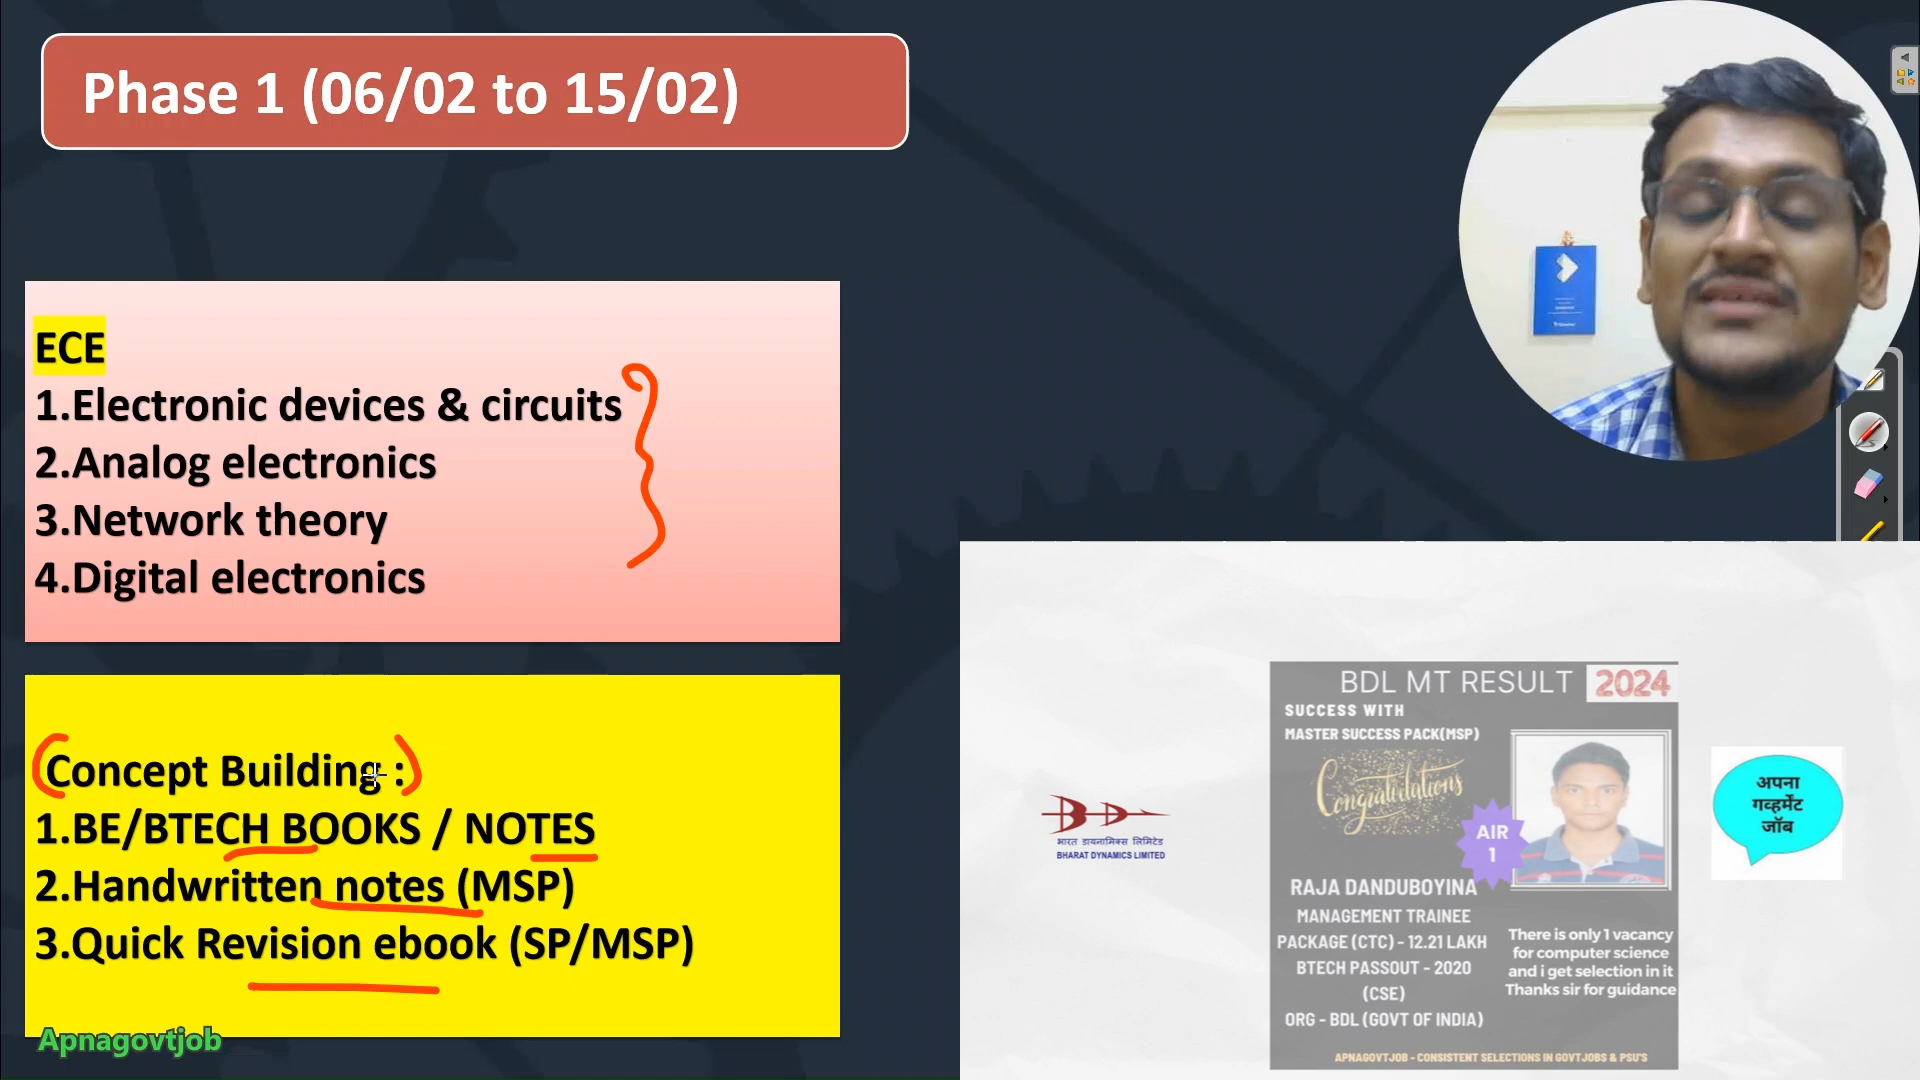 Phase 1 (06/02 to 15/02)
ECE
1.Electronic devices & circuits
2.Analog electronics
3.Network theory
4.Digital electronics
Concept Building :
1.BE/BTECH BOOKS / NOTES
2.Handwritten notes (MSP)
3.Quick Revision ebook (SP/MSP)
Apnagovtjob
भारत डायनामिक्स लिमिटेड
BHARAT DYNAMICS LIMITED
BDL MT RESULT 2024
SUCCESS WITH
MASTER SUCCESS PACK(MSP)
Congratulations
AIR
1
RAJA DANDUBOYINA
MANAGEMENT TRAINEE
PACKAGE (CTC) - 12.21 LAKH
BTECH PASSOUT - 2020
(CSE)
ORG - BDL (GOVT OF INDIA)
There is only 1 vacancy
for computer science
and i get selection in it
Thanks sir for guidance
APNAGOVTJOB - CONSISTENT SELECTIONS IN GOVTJOBS & PSU'S
अपना
गव्हर्मेंट
जॉब